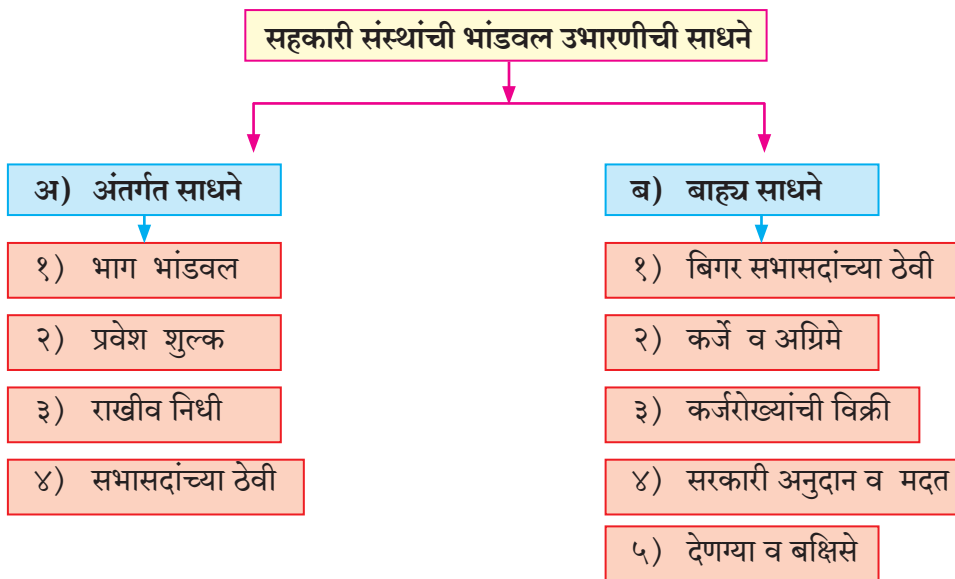 सहकारी संस्थांची भांडवल उभारणीची साधने
अ) अंतर्गत साधने
१) भाग भांडवल
२) प्रवेश शुल्क
३) राखीव निधी
४) सभासदांच्या ठेवी
ब) बाह्य साधने
१) बिगर सभासदांच्या ठेवी
२) कर्जे व अग्रिमे
३) कर्जरोख्यांची विक्री
४) सरकारी अनुदान व मदत
५) देणग्या व बक्षिसे